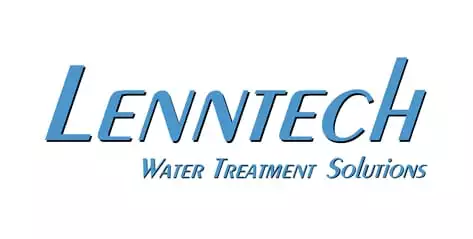 LENNTECH
WATER TREATMENT SOLUTIONS